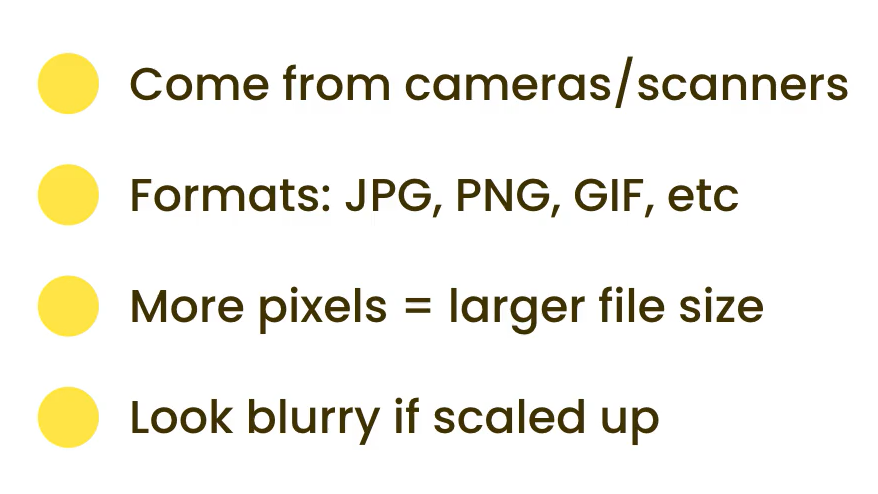 Come from cameras/scanners
Formats: JPG, PNG, GIF, etc
More pixels = larger file size
Look blurry if scaled up